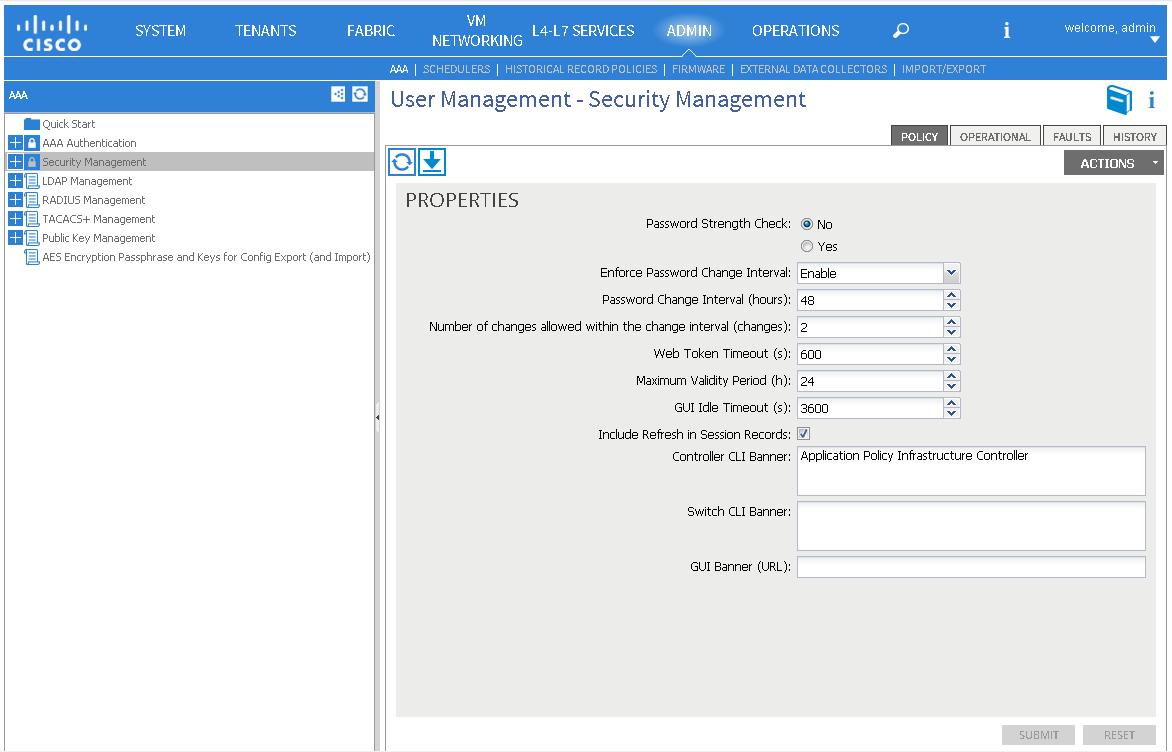 CISCO
SYSTEM
TENANTS
FABRIC
VM
NETWORKING
L4-L7 SERVICES
ADMIN
OPERATIONS
i
welcome, admin
AAA | SCHEDULERS | HISTORICAL RECORD POLICIES | FIRMWARE | EXTERNAL DATA COLLECTORS | IMPORT/EXPORT
AAA
Quick Start
AAA Authentication
Security Management
LDAP Management
RADIUS Management
TACACS+ Management
Public Key Management
AES Encryption Passphrase and Keys for Config Export (and Import)
User Management - Security Management
i
POLICY
OPERATIONAL
FAULTS
HISTORY
ACTIONS
PROPERTIES
Password Strength Check: No
Yes
Enforce Password Change Interval: Enable
Password Change Interval (hours): 48
Number of changes allowed within the change interval (changes): 2
Web Token Timeout (s): 600
Maximum Validity Period (h): 24
GUI Idle Timeout (s): 3600
Include Refresh in Session Records:
Controller CLI Banner: Application Policy Infrastructure Controller
Switch CLI Banner:
GUI Banner (URL):
SUBMIT
RESET